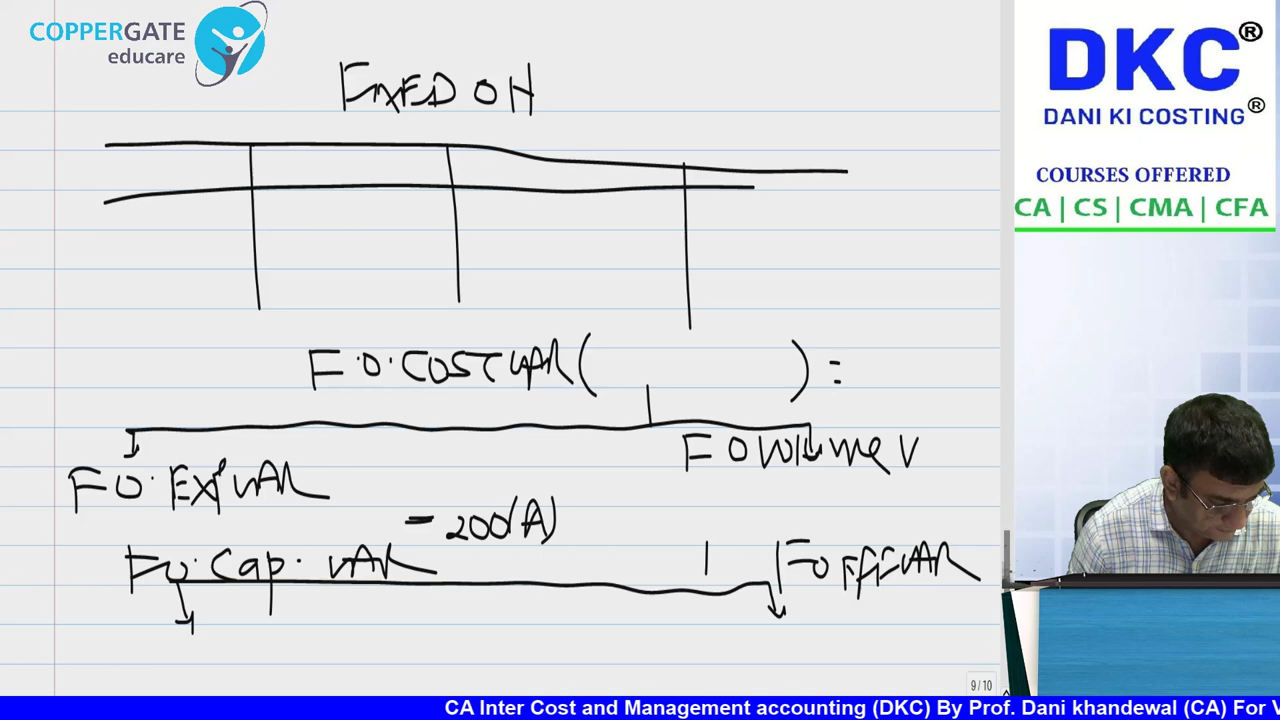 COPPERGATE
educare
FIXED OH
F·O·COST VAR( ) =
F·O·EXP VAR
F O Volume V
= 200(A)
FO·Cap· VAR
FO EFF VAR
DKC®
DANI KI COSTING®
COURSES OFFERED
CA | CS | CMA | CFA
9 / 10
CA Inter Cost and Management accounting (DKC) By Prof. Dani khandewal (CA) For V